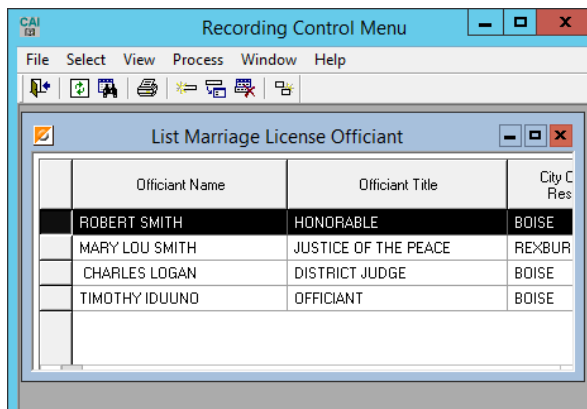 CAI
Recording Control Menu
File Select View Process Window Help
List Marriage License Officiant
Officiant Name Officiant Title City C
Res
ROBERT SMITH HONORABLE BOISE
MARY LOU SMITH JUSTICE OF THE PEACE REXBUR
CHARLES LOGAN DISTRICT JUDGE BOISE
TIMOTHY IDUUNO OFFICIANT BOISE